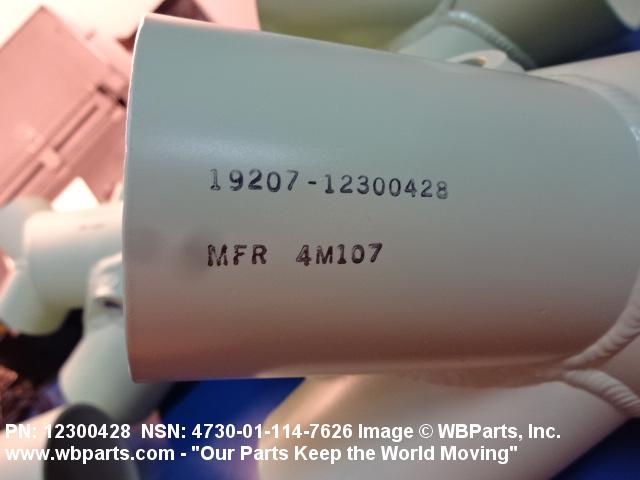 19207-12300428
MFR 4M107
PN: 12300428 NSN: 4730-01-114-7626 Image © WBParts, Inc.
www.wbparts.com - "Our Parts Keep the World Moving"